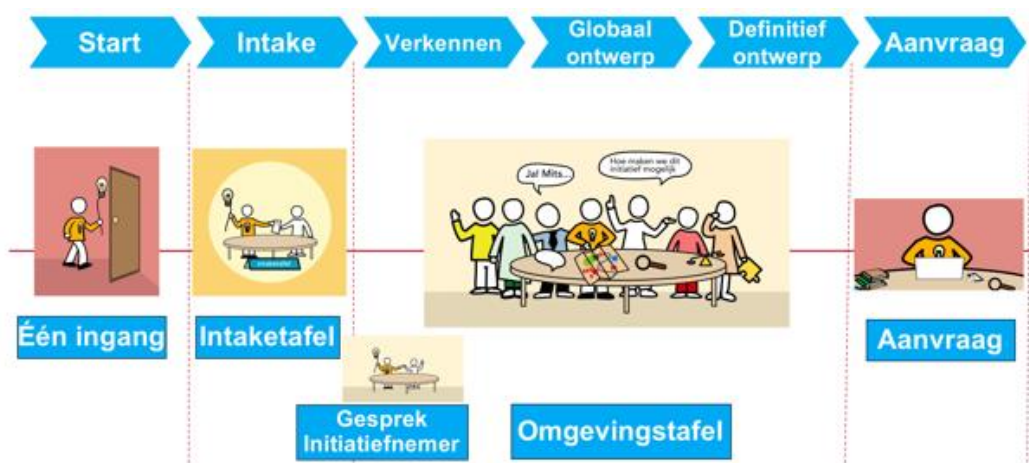 Start
Intake
Verkennen
Globaal
ontwerp
Definitief
ontwerp
Aanvraag
Ja! Mits...
Hoe maken we dit
initiatief mogelijk
intaketafel
Één ingang
Intaketafel
Gesprek
Initiatiefnemer
Omgevingstafel
Aanvraag